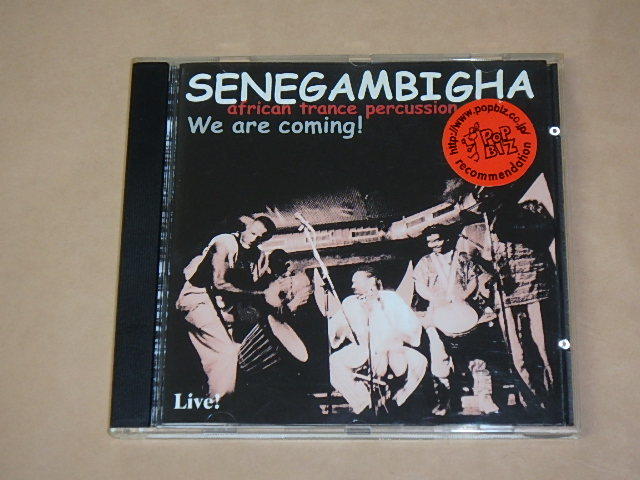 SENEGAMBIGHA
african trance percussion
We are coming!
http://www.popbiz.co.jp/
POP
BIZ
recommendation
Live!